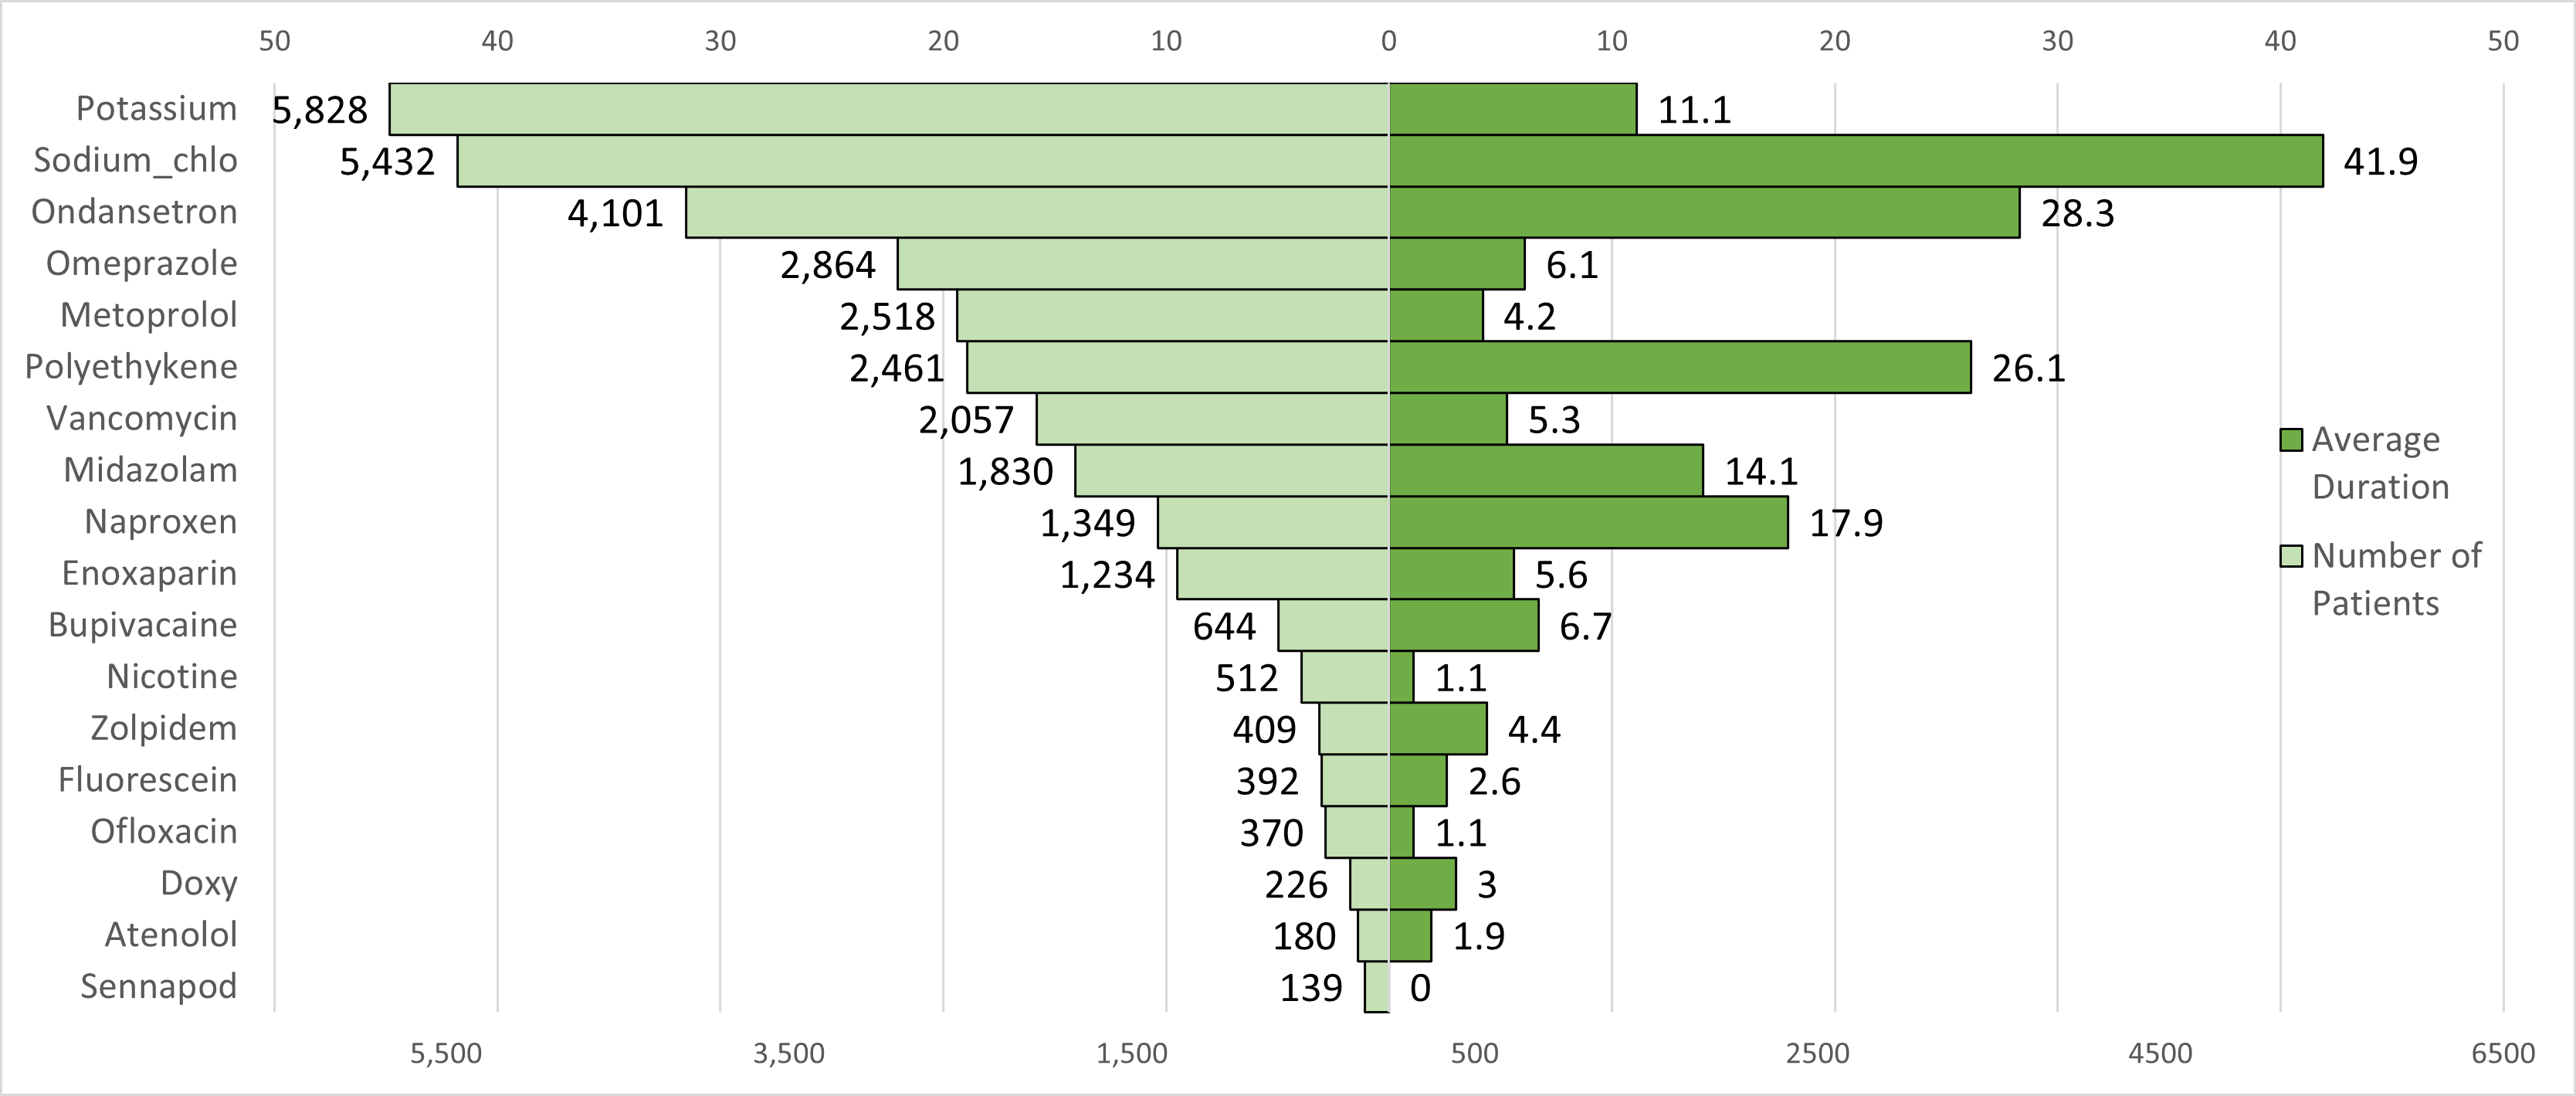 50 40 30 20 10 0 10 20 30 40 50
Potassium 5,828 11.1
Sodium_chlo 5,432 41.9
Ondansetron 4,101 28.3
Omeprazole 2,864 6.1
Metoprolol 2,518 4.2
Polyethykene 2,461 26.1
Vancomycin 2,057 5.3
Midazolam 1,830 14.1
Naproxen 1,349 17.9
Enoxaparin 1,234 5.6
Bupivacaine 644 6.7
Nicotine 512 1.1
Zolpidem 409 4.4
Fluorescein 392 2.6
Ofloxacin 370 1.1
Doxy 226 3
Atenolol 180 1.9
Sennapod 139 0
5,500 3,500 1,500 500 2500 4500 6500
Average
Duration
Number of
Patients